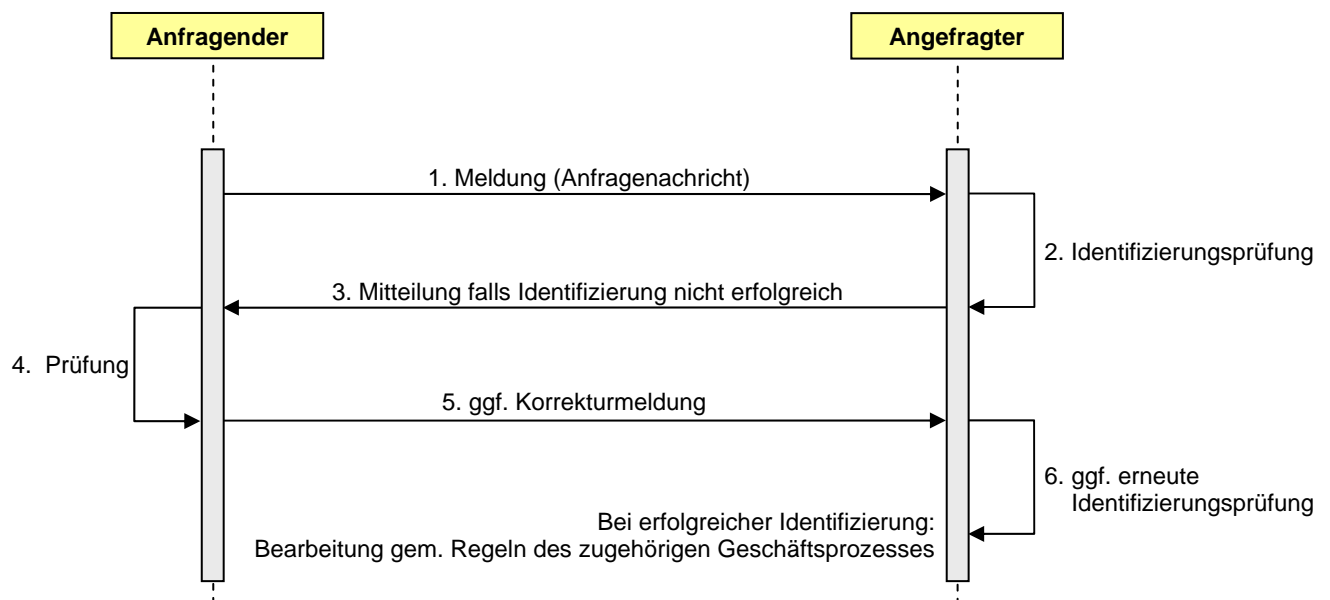 Anfragender
Angefragter
1. Meldung (Anfragenachricht)
2. Identifizierungsprüfung
3. Mitteilung falls Identifizierung nicht erfolgreich
4. Prüfung
5. ggf. Korrekturmeldung
6. ggf. erneute
Identifizierungsprüfung
Bei erfolgreicher Identifizierung:
Bearbeitung gem. Regeln des zugehörigen Geschäftsprozesses